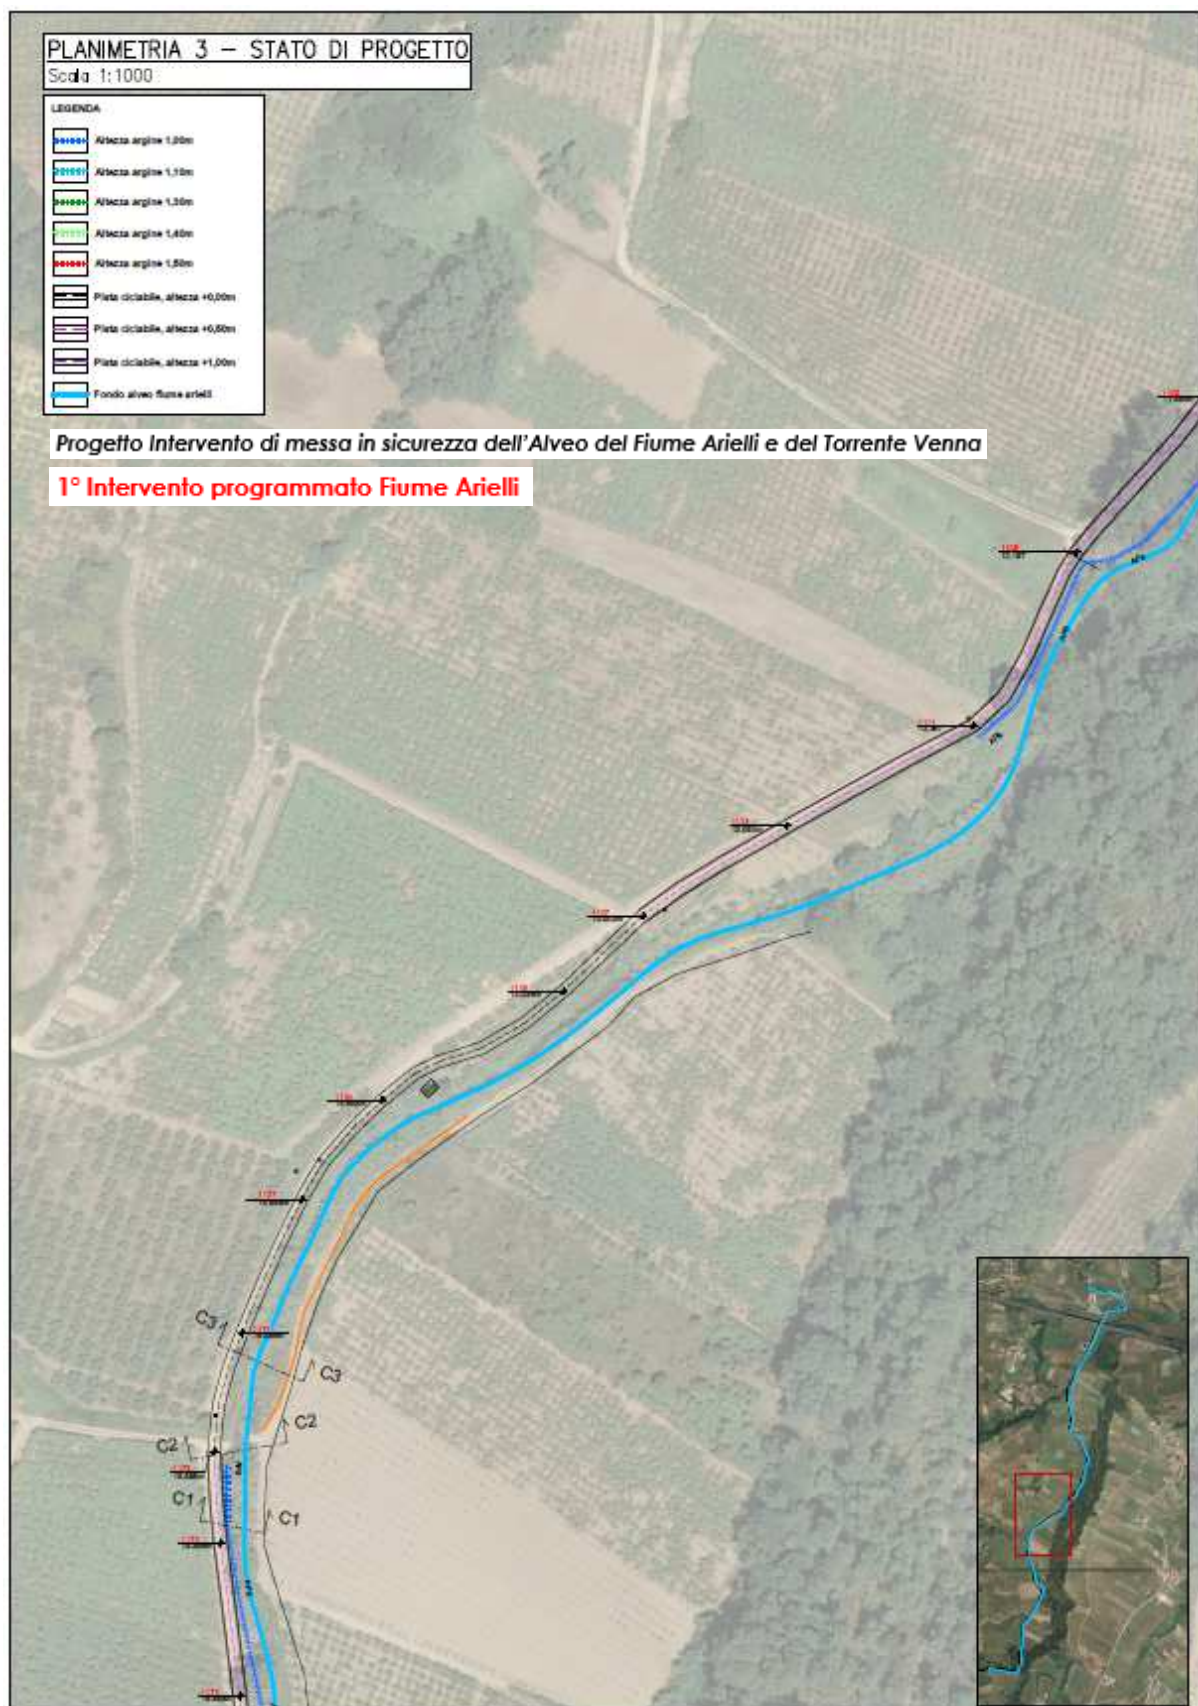 PLANIMETRIA 3 – STATO DI PROGETTO
Scala 1:1000
LEGENDA
Altezza argine 1,00m
Altezza argine 1,10m
Altezza argine 1,30m
Altezza argine 1,40m
Altezza argine 1,50m
Pista ciclabile, altezza +0,00m
Pista ciclabile, altezza +0,50m
Pista ciclabile, altezza +1,00m
Fondo alveo fiume arielli
Progetto Intervento di messa in sicurezza dell'Alveo del Fiume Arielli e del Torrente Venna
1° Intervento programmato Fiume Arielli
C3
C3
C2
C2
C1
C1